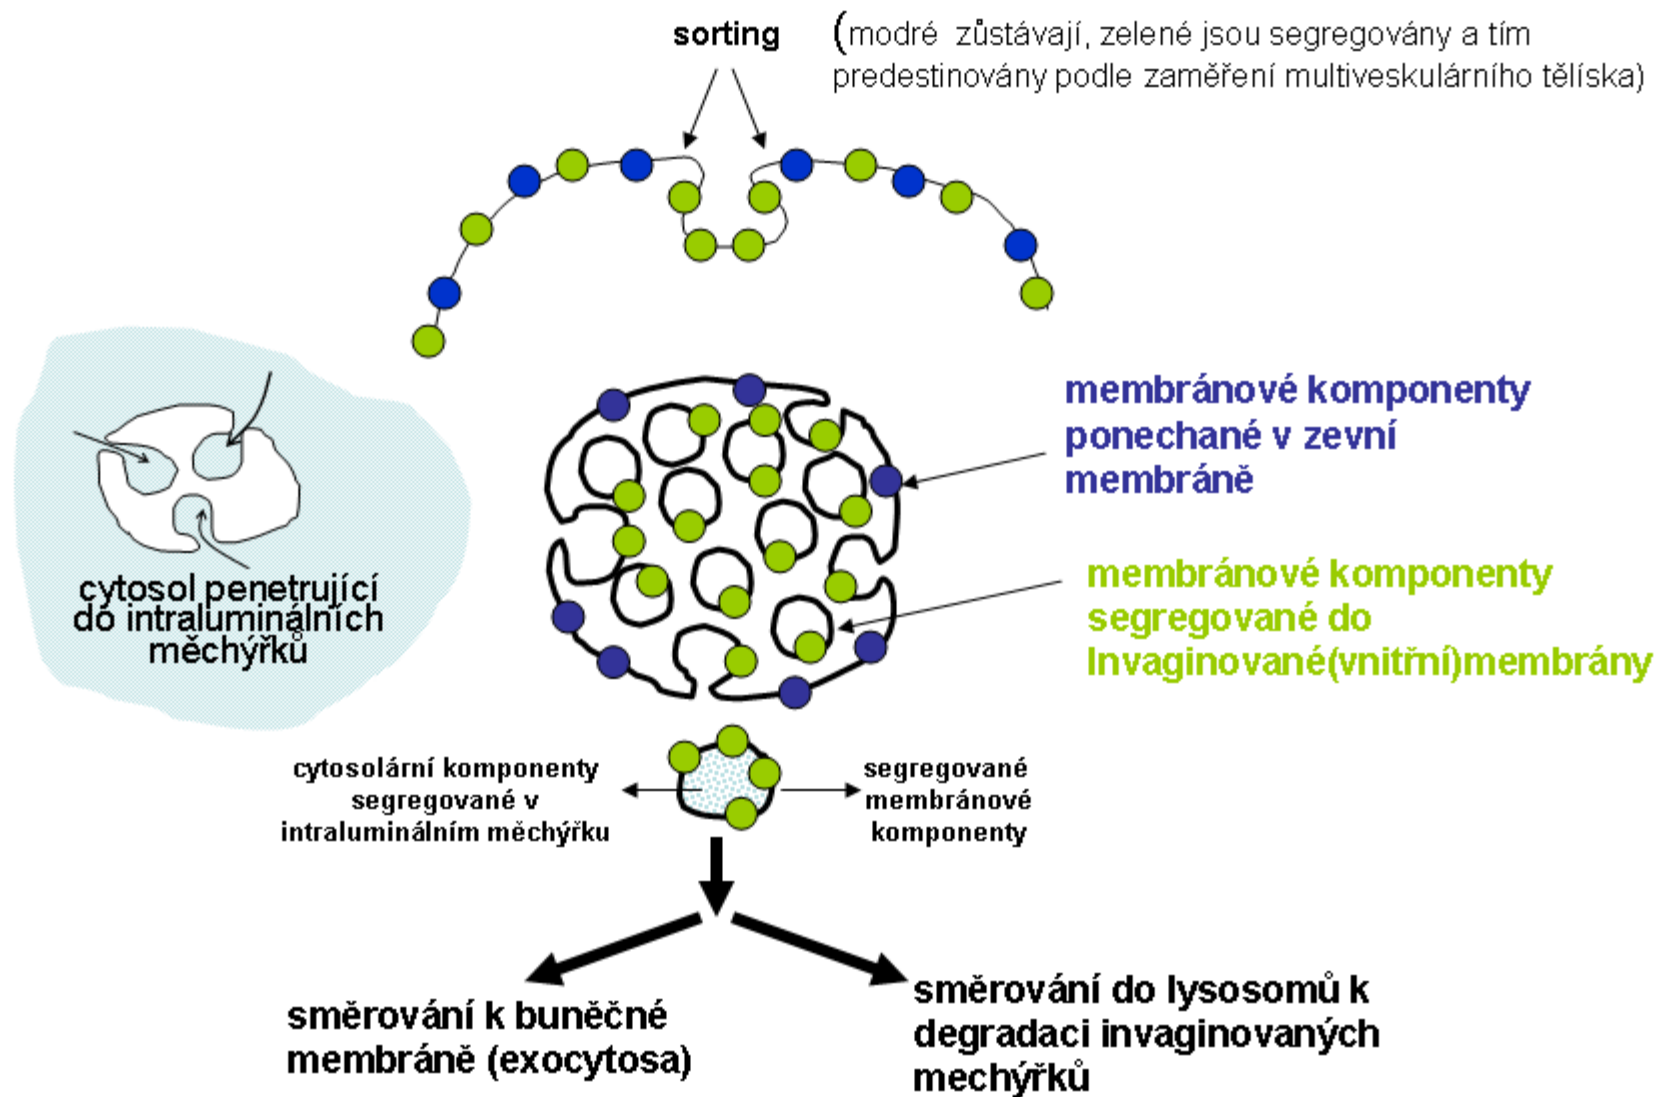 sorting (modré zůstávají, zelené jsou segregovány a tím
predestinovány podle zaměření multiveskulárního tělíska)
membránové komponenty
ponechané v zevní
membráně
cytosol penetrující
do intraluminálních
měchýřků
membránové komponenty
segregované do
Invaginované(vnitřní)membrány
cytosolární komponenty
segregované v
intraluminálním měchýřku
segregované
membránové
komponenty
směrování k buněčné
membráně (exocytosa)
směrování do lysosomů k
degradaci invaginovaných
mechýřků